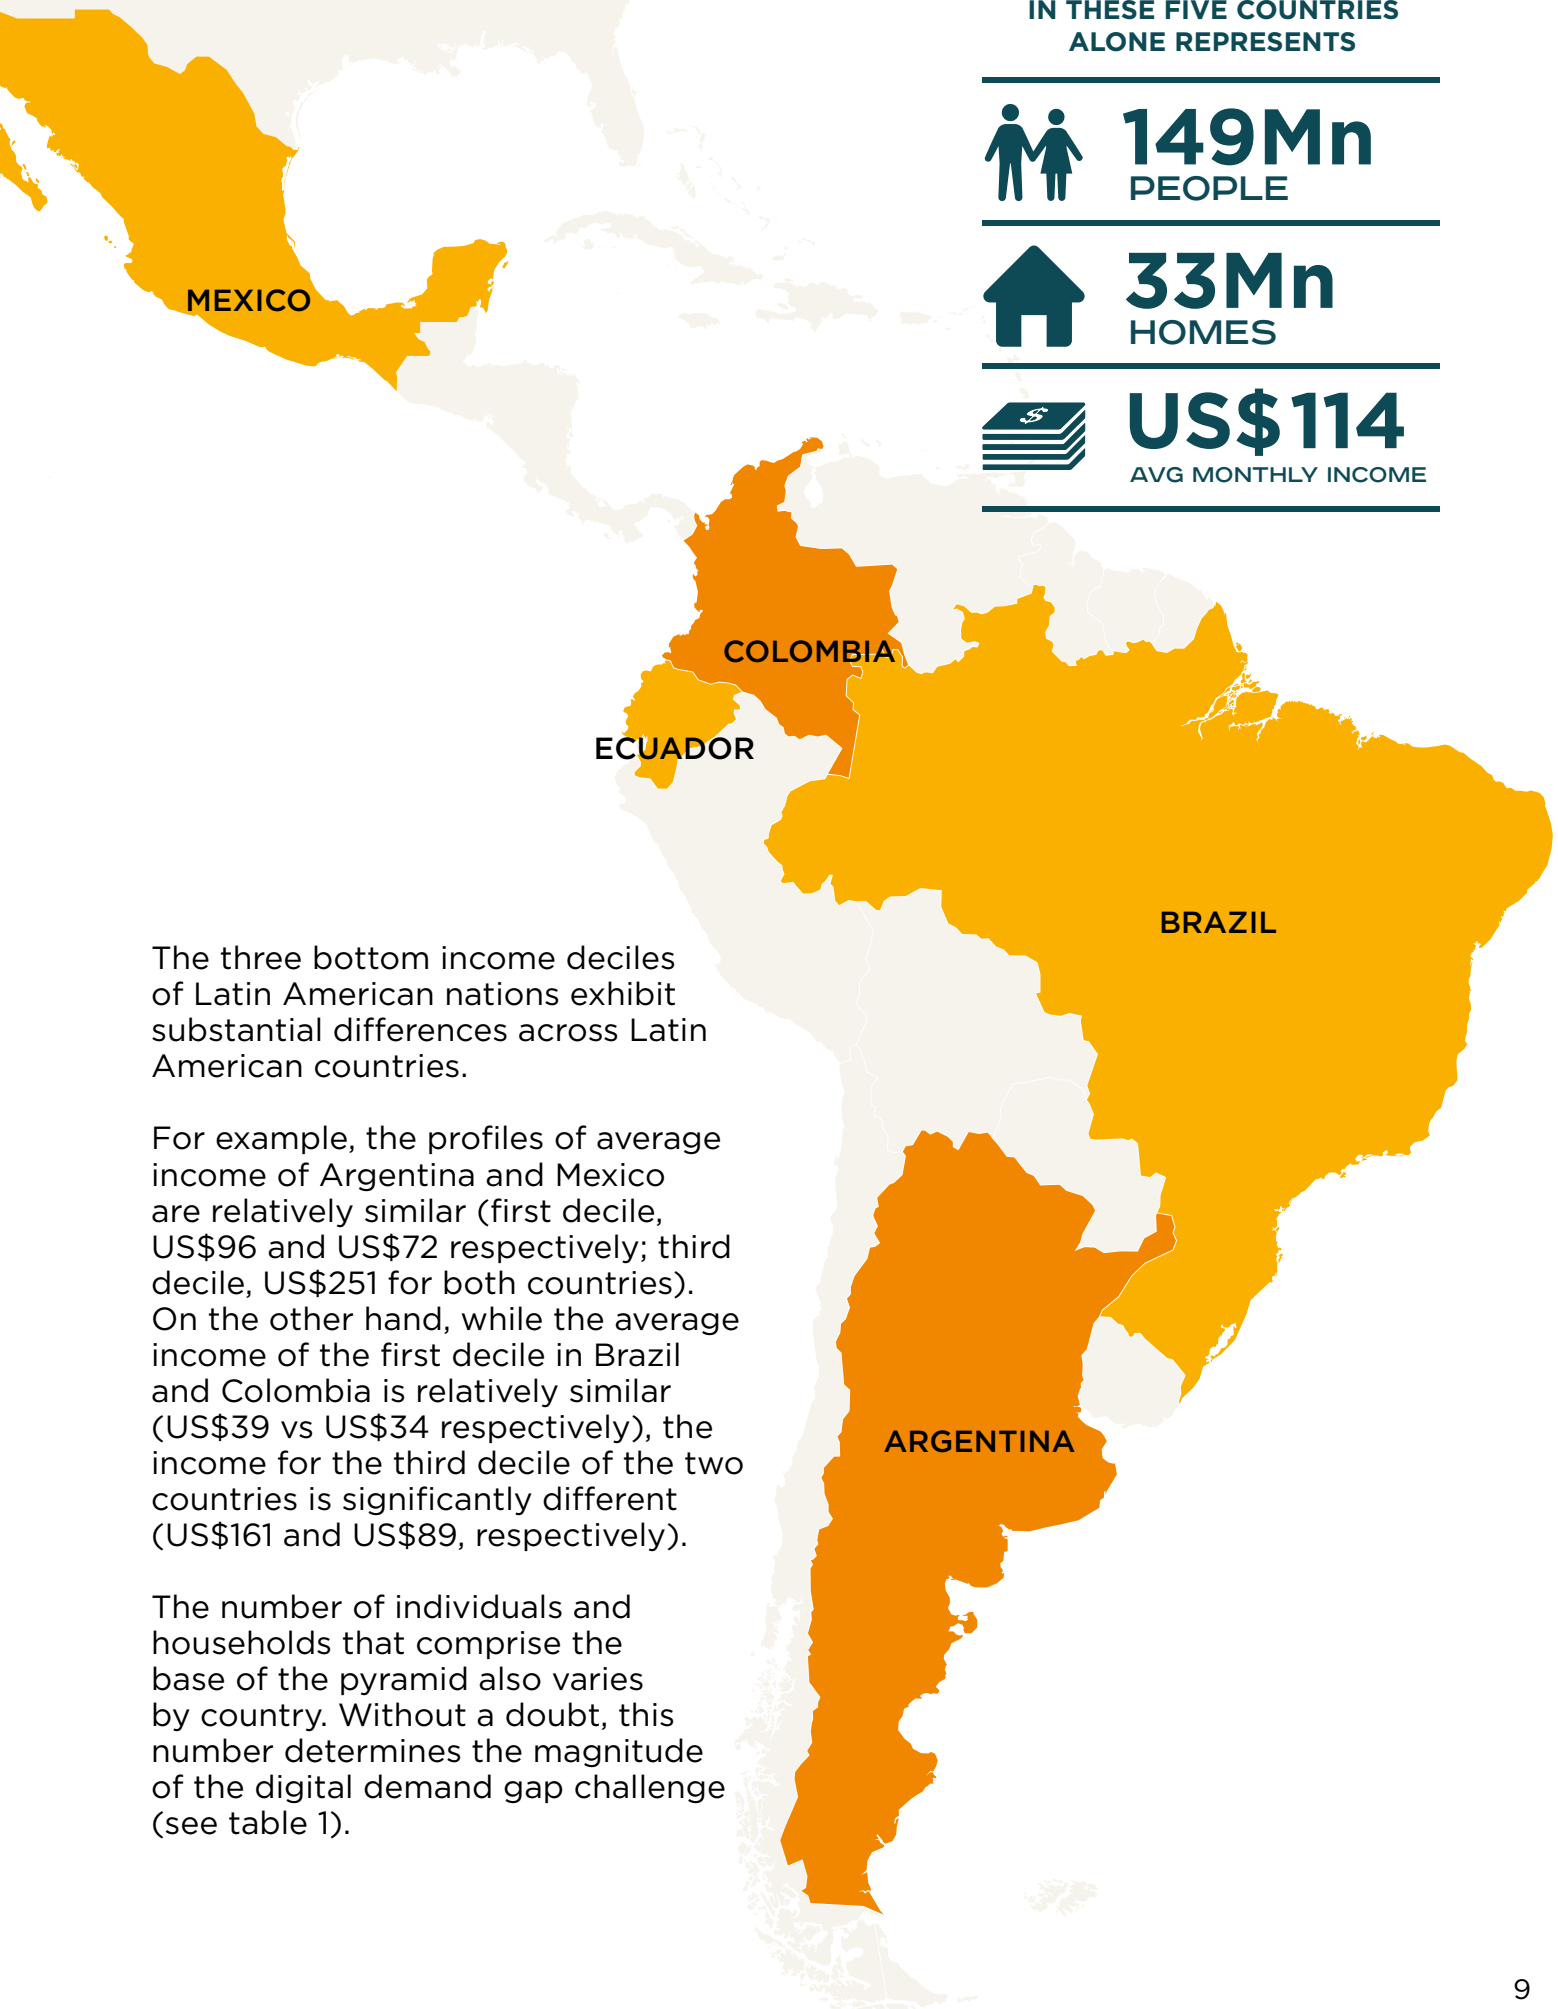 IN THESE FIVE COUNTRIES
ALONE REPRESENTS
149Mn
PEOPLE
33Mn
HOMES
US$114
AVG MONTHLY INCOME
MEXICO
COLOMBIA
ECUADOR
BRAZIL
ARGENTINA
The three bottom income deciles
of Latin American nations exhibit
substantial differences across Latin
American countries.
For example, the profiles of average
income of Argentina and Mexico
are relatively similar (first decile,
US$96 and US$72 respectively; third
decile, US$251 for both countries).
On the other hand, while the average
income of the first decile in Brazil
and Colombia is relatively similar
(US$39 vs US$34 respectively), the
income for the third decile of the two
countries is significantly different
(US$161 and US$89, respectively).
The number of individuals and
households that comprise the
base of the pyramid also varies
by country. Without a doubt, this
number determines the magnitude
of the digital demand gap challenge
(see table 1).
9